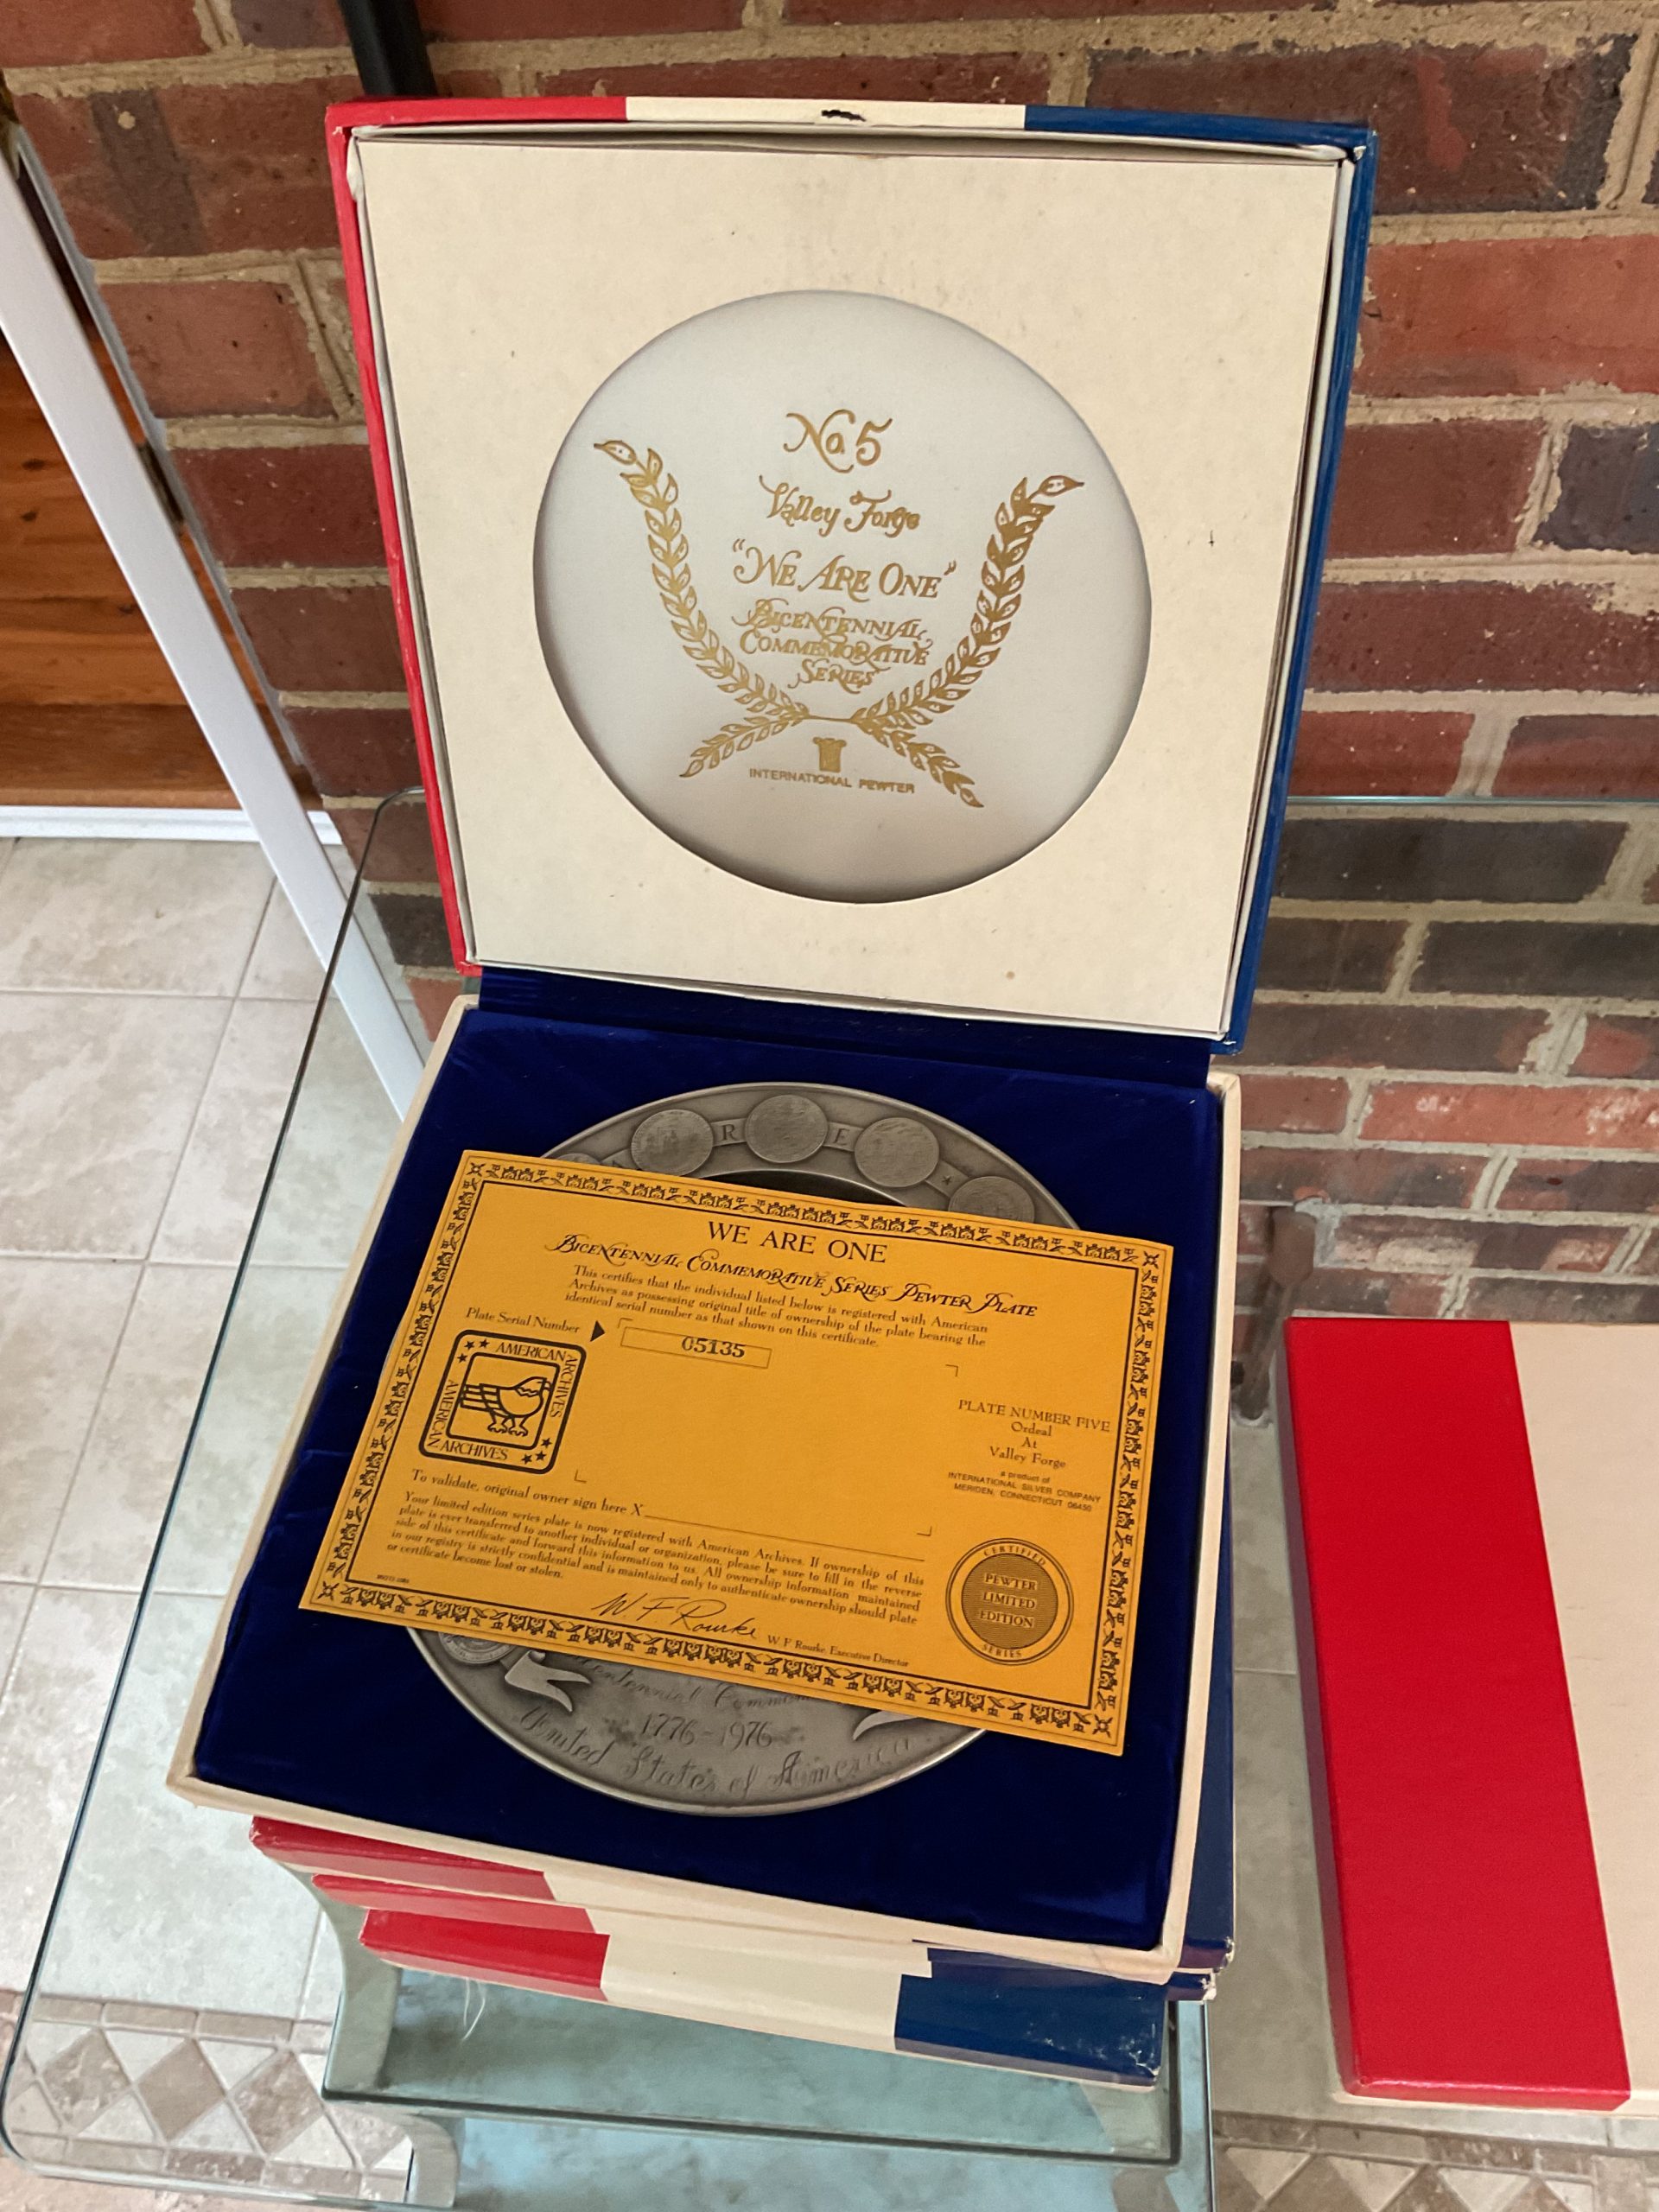 No 5
Valley Forge
"WE ARE ONE"
BICENTENNIAL
COMMEMORATIVE
SERIES
INTERNATIONAL PEWTER
R E
WE ARE ONE
BICENTENNIAL COMMEMORATIVE SERIES PEWTER PLATE
This certifies that the individual listed below is registered with American
Archives as possessing original title of ownership of the plate bearing the
identical serial number as that shown on this certificate.
Plate Serial Number
05135
AMERICAN ARCHIVES
AMERICAN ARCHIVES
PLATE NUMBER FIVE
Ordeal
At
Valley Forge
a product of
INTERNATIONAL SILVER COMPANY
MERIDEN, CONNECTICUT 06450
To validate, original owner sign here X
Your limited edition series plate is now registered with American Archives. If ownership of this
plate is ever transferred to another individual or organization, please be sure to fill in the reverse
side of this certificate and forward this information to us. All ownership information maintained
in our registry is strictly confidential and is maintained only to authenticate ownership should plate
or certificate become lost or stolen.
W. F. Rourke
W. F. Rourke Executive Director
CERTIFIED
PEWTER
LIMITED
EDITION
SERIES
1776-1976
United States of America